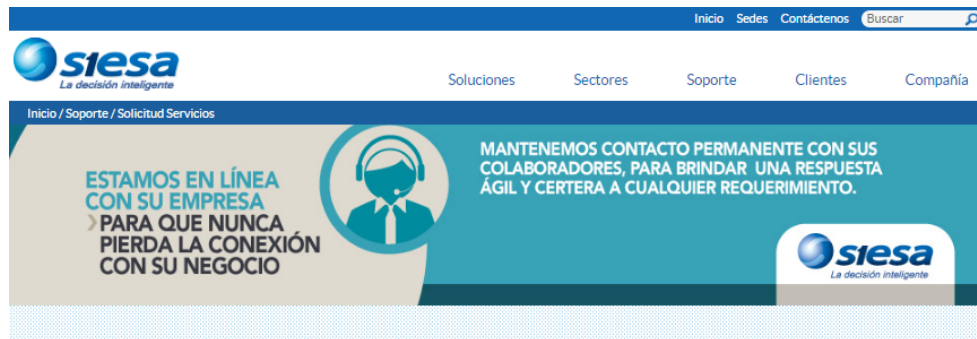 Inicio Sedes Contáctenos Buscar
siesa
La decisión inteligente
Soluciones Sectores Soporte Clientes Compañía
Inicio / Soporte / Solicitud Servicios
ESTAMOS EN LÍNEA
CON SU EMPRESA
›PARA QUE NUNCA
PIERDA LA CONEXIÓN
CON SU NEGOCIO
MANTENEMOS CONTACTO PERMANENTE CON SUS
COLABORADORES, PARA BRINDAR UNA RESPUESTA
ÁGIL Y CERTERA A CUALQUIER REQUERIMIENTO.
siesa
La decisión inteligente